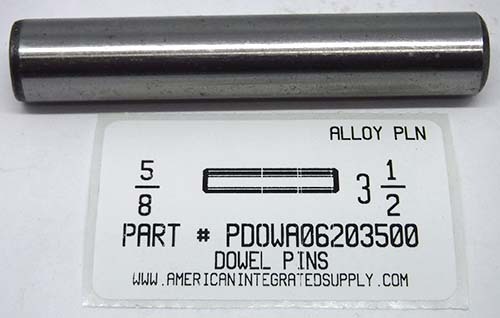 ALLOY PLN
5/8 3 1/2
PART # PDOWA06203500
DOWEL PINS
WWW.AMERICANINTEGRATEDSUPPLY.COM